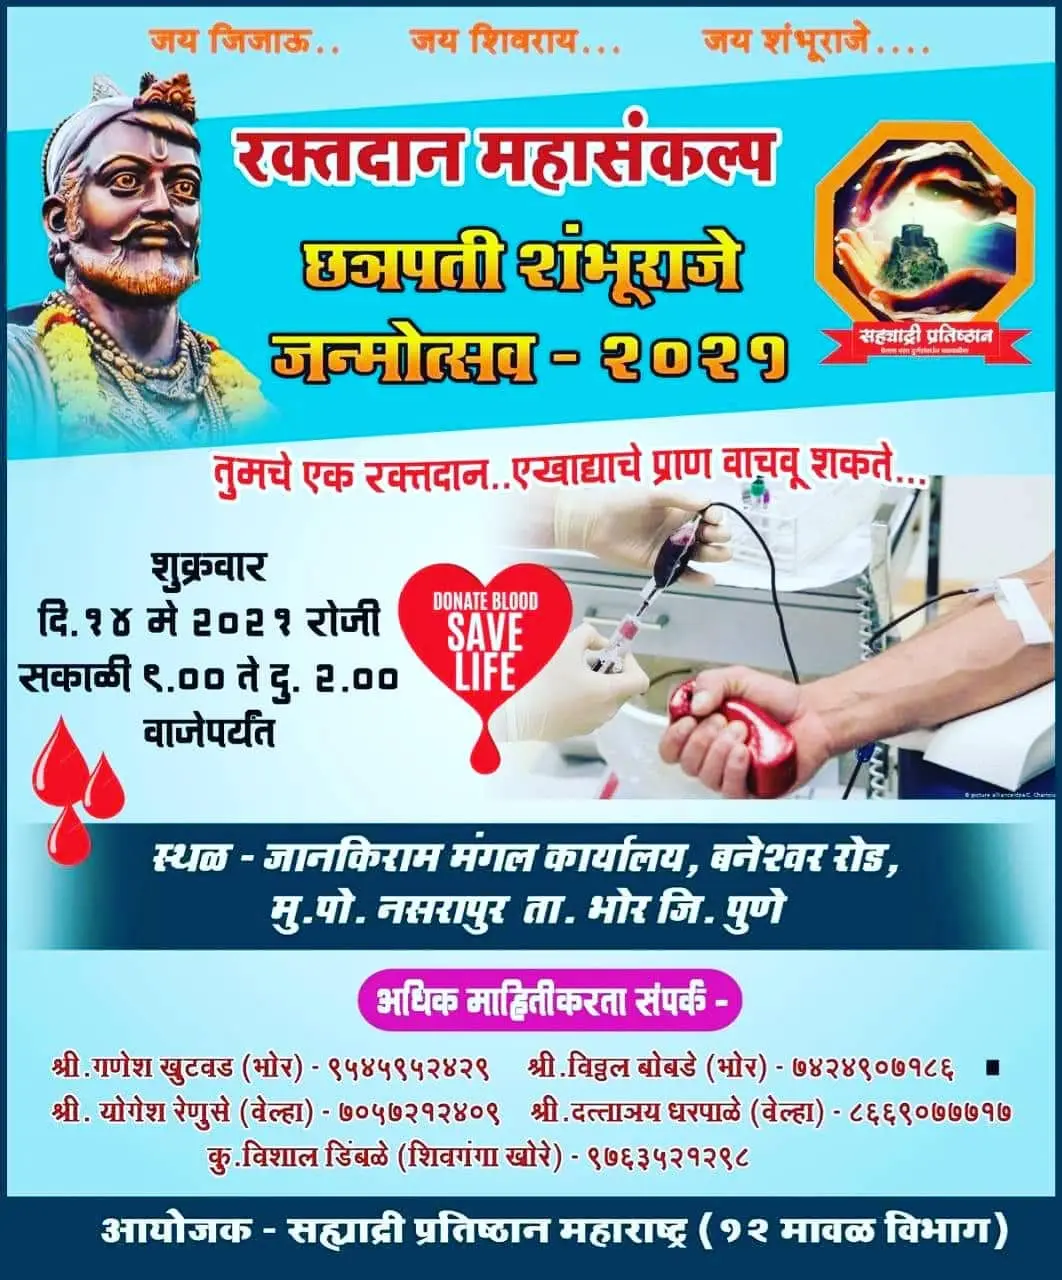 जय जिजाऊ.. जय शिवराय... जय शंभूराजे....
रक्तदान महासंकल्प
छत्रपती शंभूराजे
जन्मोत्सव - २०२१
सह्याद्री प्रतिष्ठान
तुमचे एक रक्तदान..एखाद्याचे प्राण वाचवू शकते...
शुक्रवार
दि.१४ मे २०२१ रोजी
सकाळी ९.०० ते दु. २.००
वाजेपर्यंत
DONATE BLOOD
SAVE
LIFE
स्थळ - जानकिराम मंगल कार्यालय, बनेश्वर रोड,
मु.पो. नसरापुर ता. भोर जि. पुणे
अधिक माहितीकरता संपर्क -
श्री.गणेश खुटवड (भोर) - ९५४५९५२४२९ श्री.विठ्ठल बोबडे (भोर) - ७४२४९०७१८६
श्री. योगेश रेणुसे (वेल्हा) - ७०५७२१२४०९ श्री.दत्तात्रय धरपाळे (वेल्हा) - ८६६९०७७७१७
कु.विशाल डिंबळे (शिवगंगा खोरे) - ९७६३५२१२९८
आयोजक - सह्याद्री प्रतिष्ठान महाराष्ट्र (१२ मावळ विभाग)